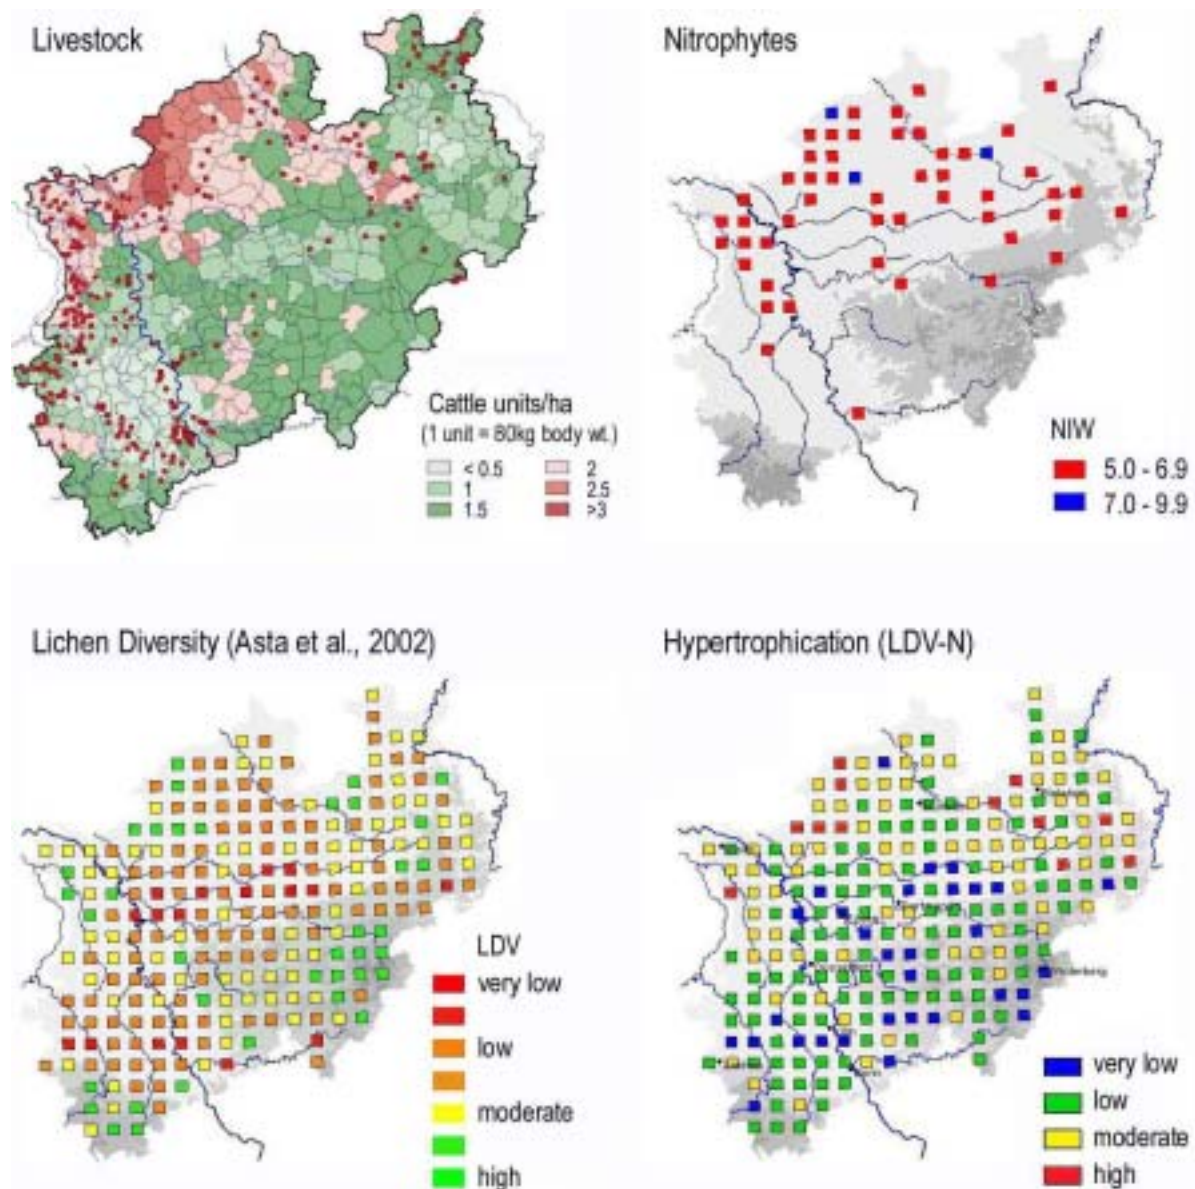 Livestock
Cattle units/ha
(1 unit = 80kg body wt.)
< 0.5
2
1
2.5
1.5
>3
Nitrophytes
NIW
5.0 - 6.9
7.0 - 9.9
Lichen Diversity (Asta et al., 2002)
LDV
very low
low
moderate
high
Hypertrophication (LDV-N)
very low
low
moderate
high